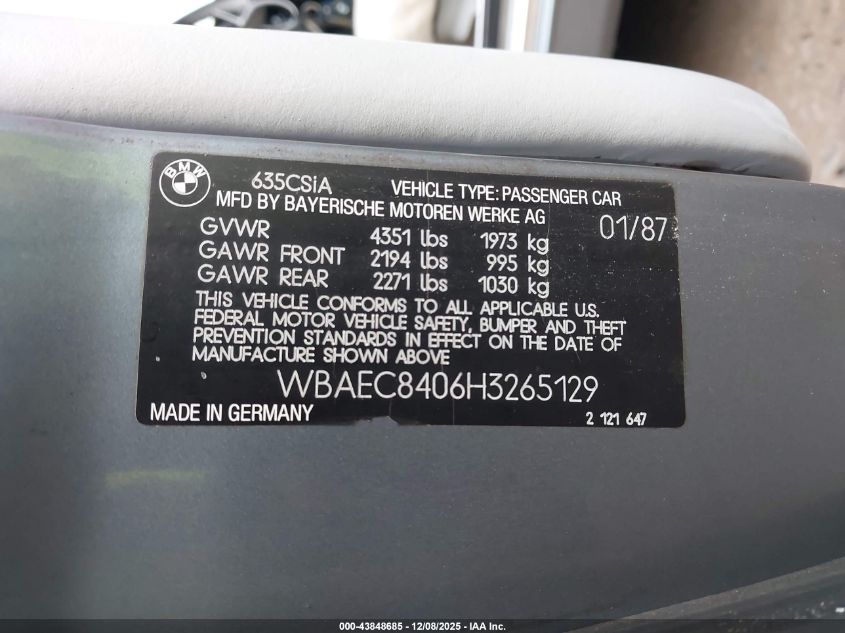 BMW
635CSiA VEHICLE TYPE: PASSENGER CAR
MFD BY BAYERISCHE MOTOREN WERKE AG 01/87
GVWR 4351 lbs 1973 kg
GAWR FRONT 2194 lbs 995 kg
GAWR REAR 2271 lbs 1030 kg
THIS VEHICLE CONFORMS TO ALL APPLICABLE U.S.
FEDERAL MOTOR VEHICLE SAFETY, BUMPER AND THEFT
PREVENTION STANDARDS IN EFFECT ON THE DATE OF
MANUFACTURE SHOWN ABOVE
WBAEC8406H3265129
MADE IN GERMANY 2 121 647
000-43848685 - 12/08/2025 - IAA Inc.